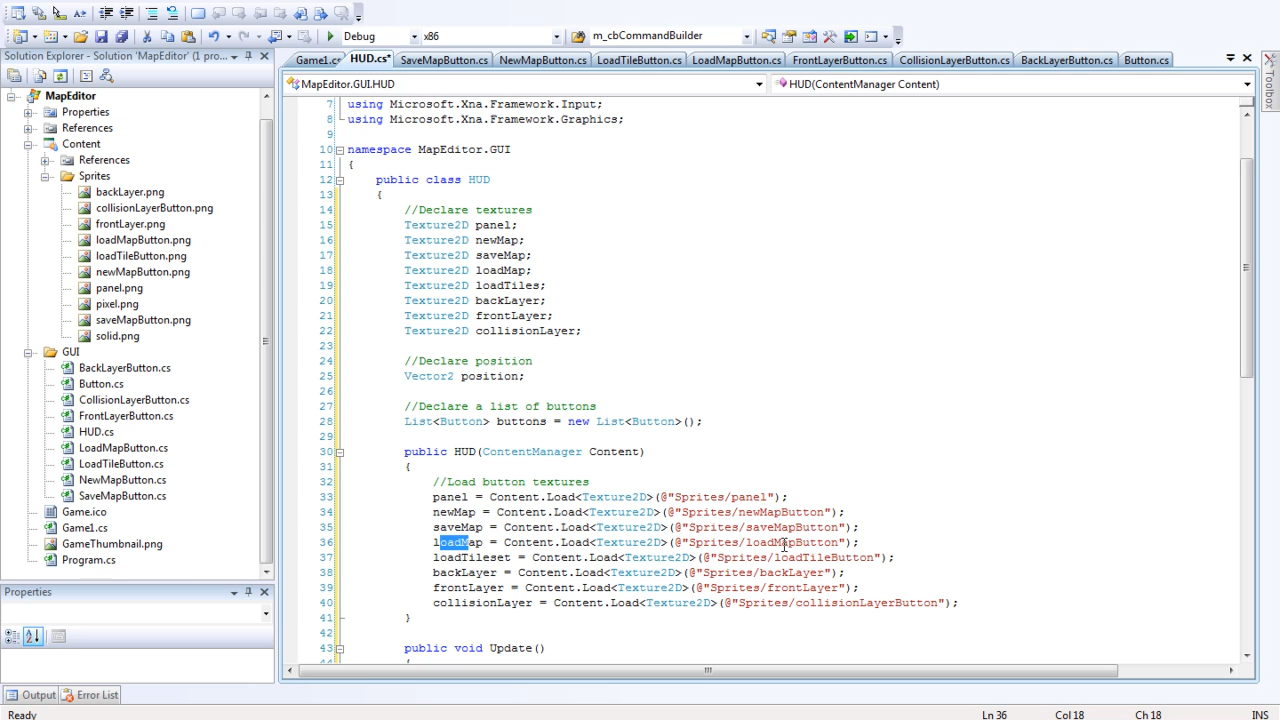 Debug
x86
m_cbCommandBuilder
Solution Explorer - Solution 'MapEditor' (1 pro...
Game1.cs
HUD.cs*
SaveMapButton.cs
NewMapButton.cs
LoadTileButton.cs
LoadMapButton.cs
FrontLayerButton.cs
CollisionLayerButton.cs
BackLayerButton.cs
Button.cs
MapEditor.GUI.HUD
HUD(ContentManager Content)
Toolbox
MapEditor
Properties
References
Content
References
Sprites
backLayer.png
collisionLayerButton.png
frontLayer.png
loadMapButton.png
loadTileButton.png
newMapButton.png
panel.png
pixel.png
saveMapButton.png
solid.png
GUI
BackLayerButton.cs
Button.cs
CollisionLayerButton.cs
FrontLayerButton.cs
HUD.cs
LoadMapButton.cs
LoadTileButton.cs
NewMapButton.cs
SaveMapButton.cs
Game.ico
Game1.cs
GameThumbnail.png
Program.cs
Properties
7 using Microsoft.Xna.Framework.Input;
8 using Microsoft.Xna.Framework.Graphics;
9
10 namespace MapEditor.GUI
11 {
12 public class HUD
13 {
14 //Declare textures
15 Texture2D panel;
16 Texture2D newMap;
17 Texture2D saveMap;
18 Texture2D loadMap;
19 Texture2D loadTiles;
20 Texture2D backLayer;
21 Texture2D frontLayer;
22 Texture2D collisionLayer;
23
24 //Declare position
25 Vector2 position;
26
27 //Declare a list of buttons
28 List<Button> buttons = new List<Button>();
29
30 public HUD(ContentManager Content)
31 {
32 //Load button textures
33 panel = Content.Load<Texture2D>(@"Sprites/panel");
34 newMap = Content.Load<Texture2D>(@"Sprites/newMapButton");
35 saveMap = Content.Load<Texture2D>(@"Sprites/saveMapButton");
36 loadMap = Content.Load<Texture2D>(@"Sprites/loadMapButton");
37 loadTileset = Content.Load<Texture2D>(@"Sprites/loadTileButton");
38 backLayer = Content.Load<Texture2D>(@"Sprites/backLayer");
39 frontLayer = Content.Load<Texture2D>(@"Sprites/frontLayer");
40 collisionLayer = Content.Load<Texture2D>(@"Sprites/collisionLayerButton");
41 }
42
43 public void Update()
44 {
Output
Error List
Ready
Ln 36
Col 18
Ch 18
INS